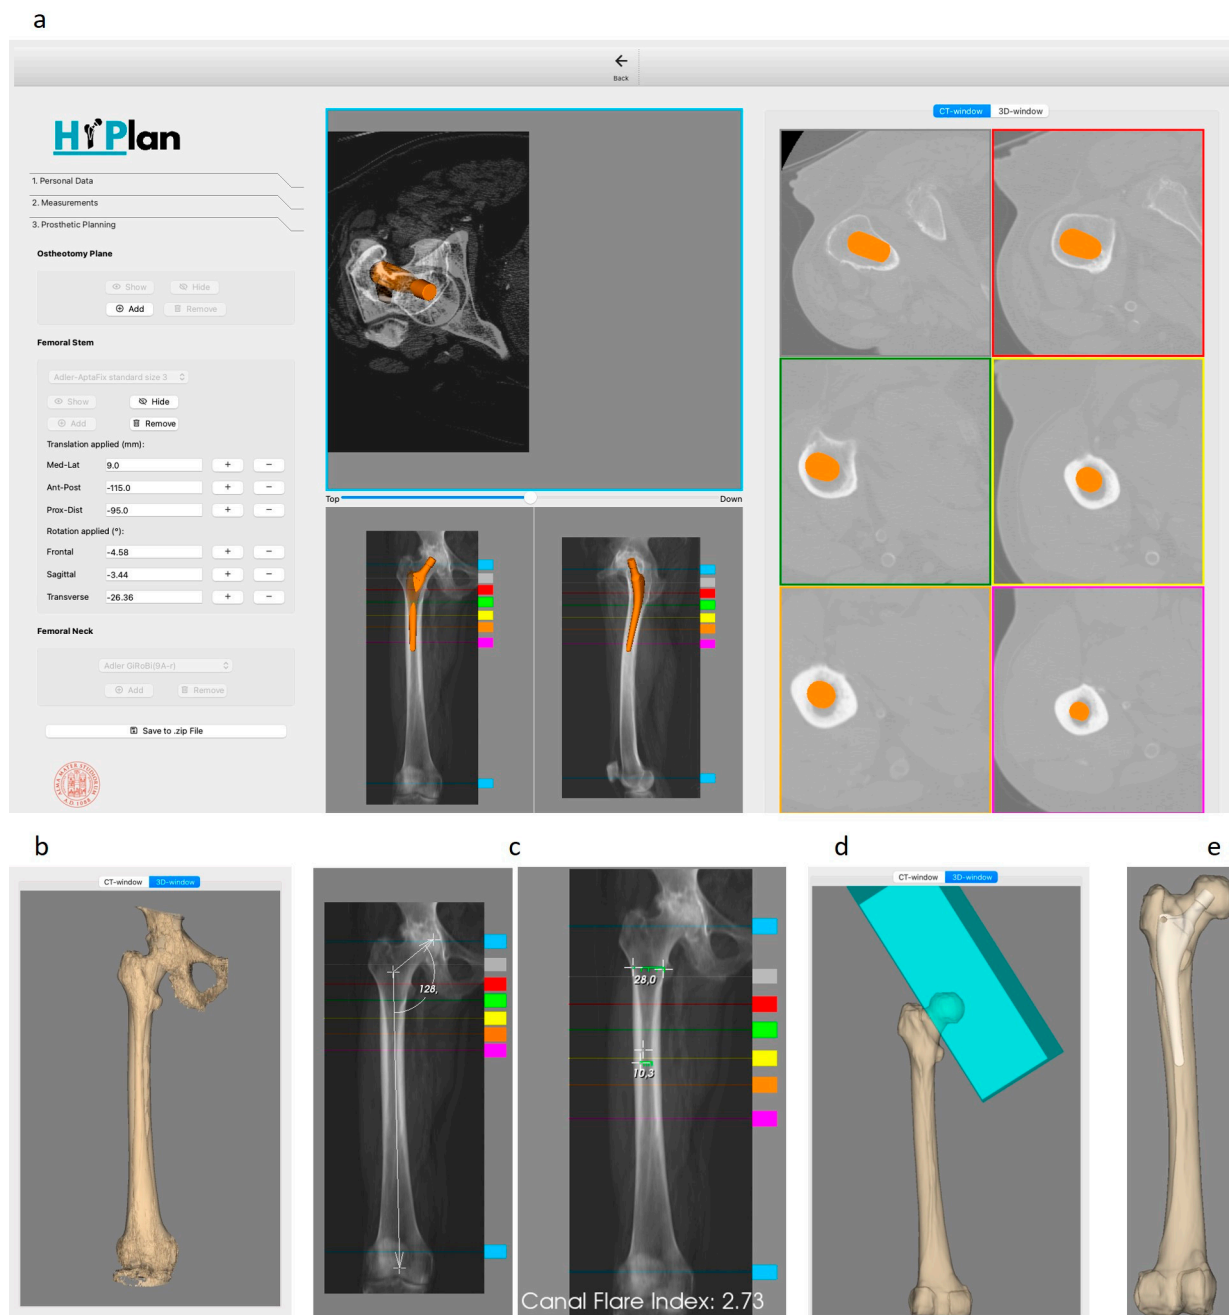 a
Back
HiPlan
1. Personal Data
2. Measurements
3. Prosthetic Planning
Ostheotomy Plane
Show Hide
Add Remove
Femoral Stem
Adler-AptaFix standard size 3
Show Hide
Add Remove
Translation applied (mm):
Med-Lat 9.0 + −
Ant-Post -115.0 + −
Prox-Dist -95.0 + −
Rotation applied (°):
Frontal -4.58 + −
Sagittal -3.44 + −
Transverse -26.36 + −
Femoral Neck
Adler GiRoBI(9A-r)
Add Remove
Save to .zip File
ALMA MATER STUDIORUM
A.D. 1088
Top Down
CT-window 3D-window
b
CT-window 3D-window
c
128,
28,0
10,3
Canal Flare Index: 2.73
d
CT-window 3D-window
e